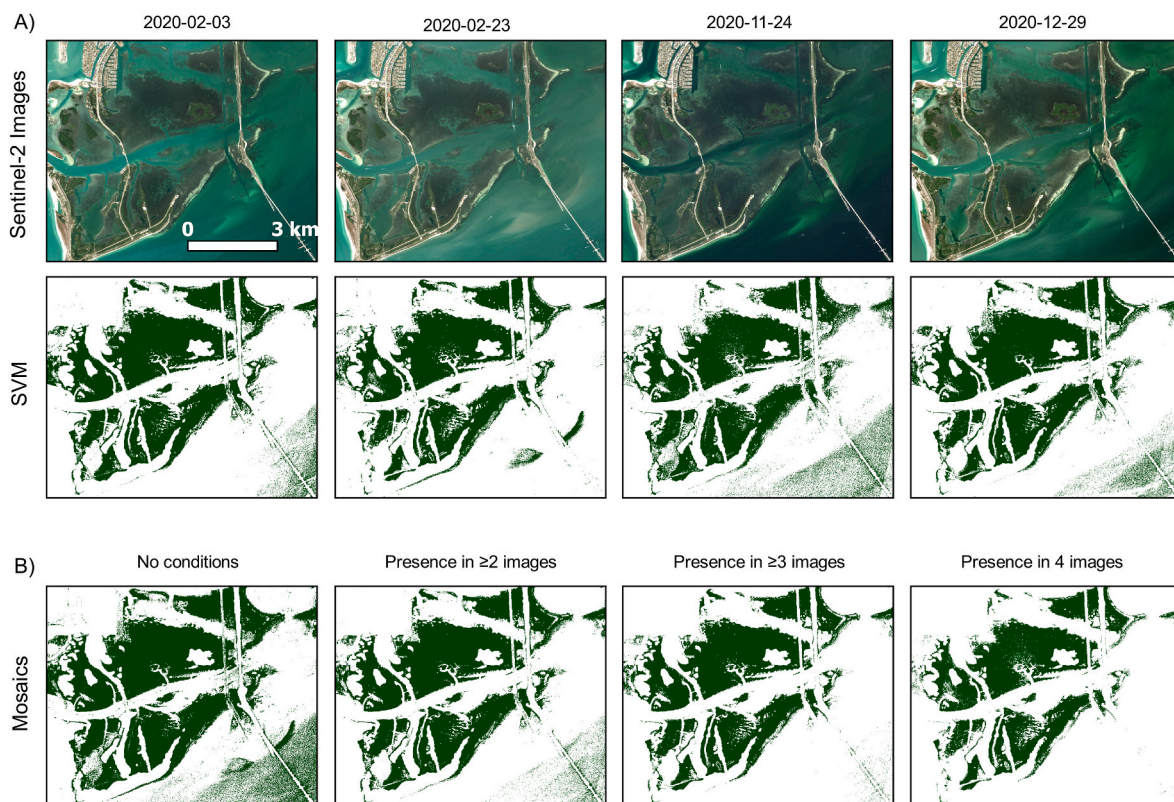 A)
2020-02-03
2020-02-23
2020-11-24
2020-12-29
Sentinel-2 Images
0 3 km
SVM
B)
No conditions
Presence in ≥2 images
Presence in ≥3 images
Presence in 4 images
Mosaics